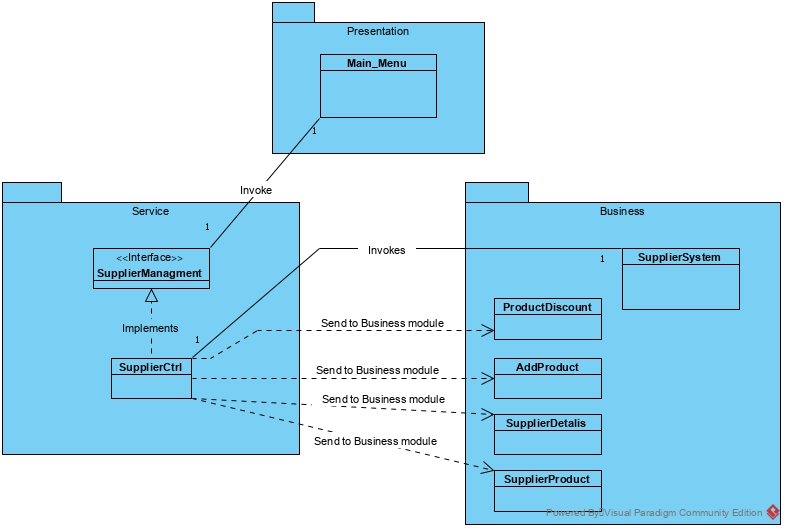 Presentation
Main_Menu
1
Invoke
1
Service
<<Interface>>
SupplierManagment
Implements
1
SupplierCtrl
Business
Invokes
1
SupplierSystem
Send to Business module
ProductDiscount
Send to Business module
AddProduct
Send to Business module
SupplierDetalis
Send to Business module
SupplierProduct
Powered By Visual Paradigm Community Edition